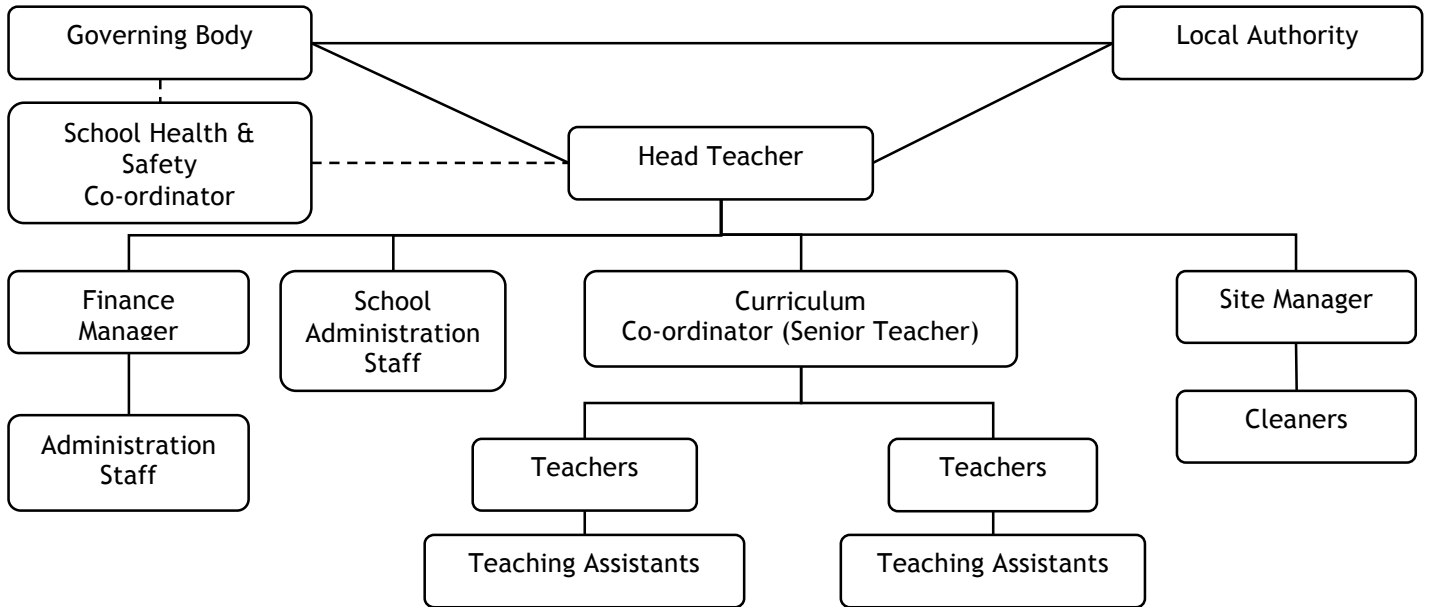 Governing Body
Local Authority
School Health &
Safety
Co-ordinator
Head Teacher
Finance
Manager
School
Administration
Staff
Curriculum
Co-ordinator (Senior Teacher)
Site Manager
Administration
Staff
Cleaners
Teachers
Teachers
Teaching Assistants
Teaching Assistants